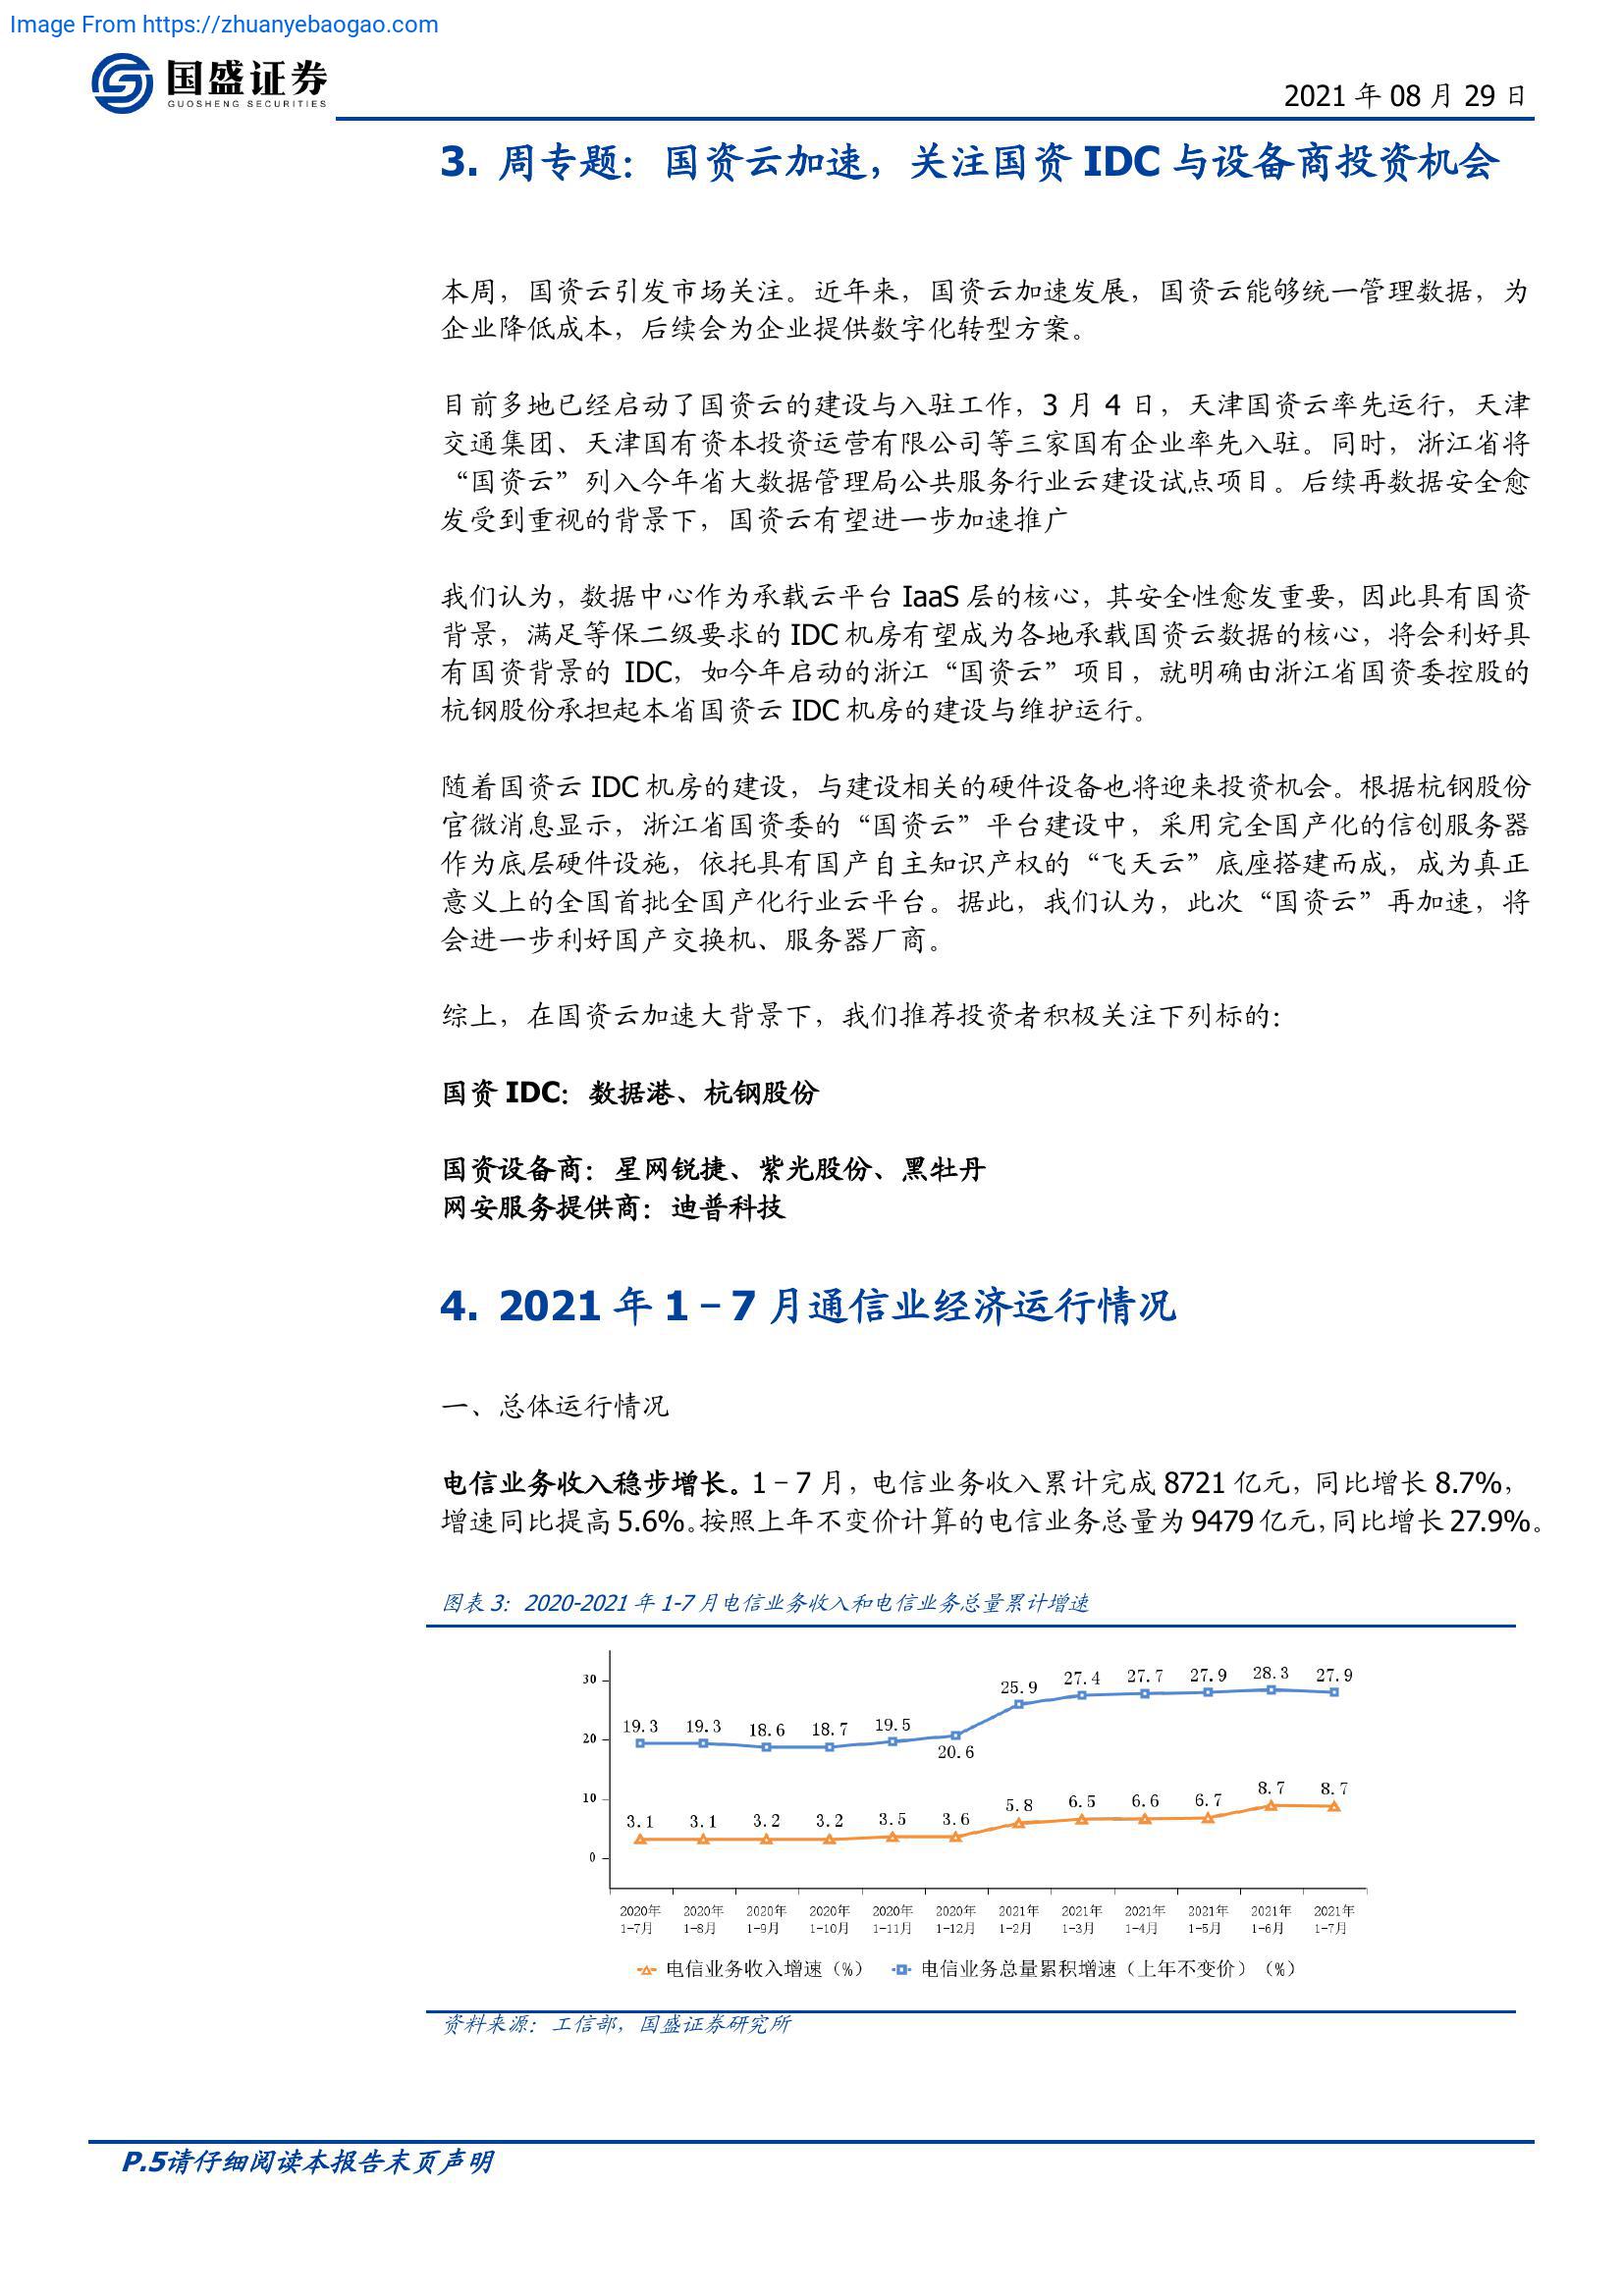 Image From https://zhuanyebaogao.com
国盛证券
GUOSHENG SECURITIES
2021 年 08 月 29 日
3. 周专题：国资云加速，关注国资 IDC 与设备商投资机会
本周，国资云引发市场关注。近年来，国资云加速发展，国资云能够统一管理数据，为
企业降低成本，后续会为企业提供数字化转型方案。
目前多地已经启动了国资云的建设与入驻工作，3 月 4 日，天津国资云率先运行，天津
交通集团、天津国有资本投资运营有限公司等三家国有企业率先入驻。同时，浙江省将
“国资云”列入今年省大数据管理局公共服务行业云建设试点项目。后续再数据安全愈
发受到重视的背景下，国资云有望进一步加速推广
我们认为，数据中心作为承载云平台 IaaS 层的核心，其安全性愈发重要，因此具有国资
背景，满足等保二级要求的 IDC 机房有望成为各地承载国资云数据的核心，将会利好具
有国资背景的 IDC，如今年启动的浙江“国资云”项目，就明确由浙江省国资委控股的
杭钢股份承担起本省国资云 IDC 机房的建设与维护运行。
随着国资云 IDC 机房的建设，与建设相关的硬件设备也将迎来投资机会。根据杭钢股份
官微消息显示，浙江省国资委的“国资云”平台建设中，采用完全国产化的信创服务器
作为底层硬件设施，依托具有国产自主知识产权的“飞天云”底座搭建而成，成为真正
意义上的全国首批全国产化行业云平台。据此，我们认为，此次“国资云”再加速，将
会进一步利好国产交换机、服务器厂商。
综上，在国资云加速大背景下，我们推荐投资者积极关注下列标的：
国资 IDC：数据港、杭钢股份
国资设备商：星网锐捷、紫光股份、黑牡丹
网安服务提供商：迪普科技
4. 2021 年 1－7 月通信业经济运行情况
一、总体运行情况
电信业务收入稳步增长。1－7 月，电信业务收入累计完成 8721 亿元，同比增长 8.7%，
增速同比提高 5.6%。按照上年不变价计算的电信业务总量为 9479 亿元，同比增长 27.9%。
图表 3：2020-2021 年 1-7 月电信业务收入和电信业务总量累计增速
30
20
10
0
19.3 19.3 18.6 18.7 19.5 20.6 25.9 27.4 27.7 27.9 28.3 27.9
3.1 3.1 3.2 3.2 3.5 3.6 5.8 6.5 6.6 6.7 8.7 8.7
2020年 2020年 2020年 2020年 2020年 2020年 2021年 2021年 2021年 2021年 2021年 2021年
1-7月 1-8月 1-9月 1-10月 1-11月 1-12月 1-2月 1-3月 1-4月 1-5月 1-6月 1-7月
电信业务收入增速（%） 电信业务总量累积增速（上年不变价）（%）
资料来源：工信部，国盛证券研究所
P.5请仔细阅读本报告末页声明